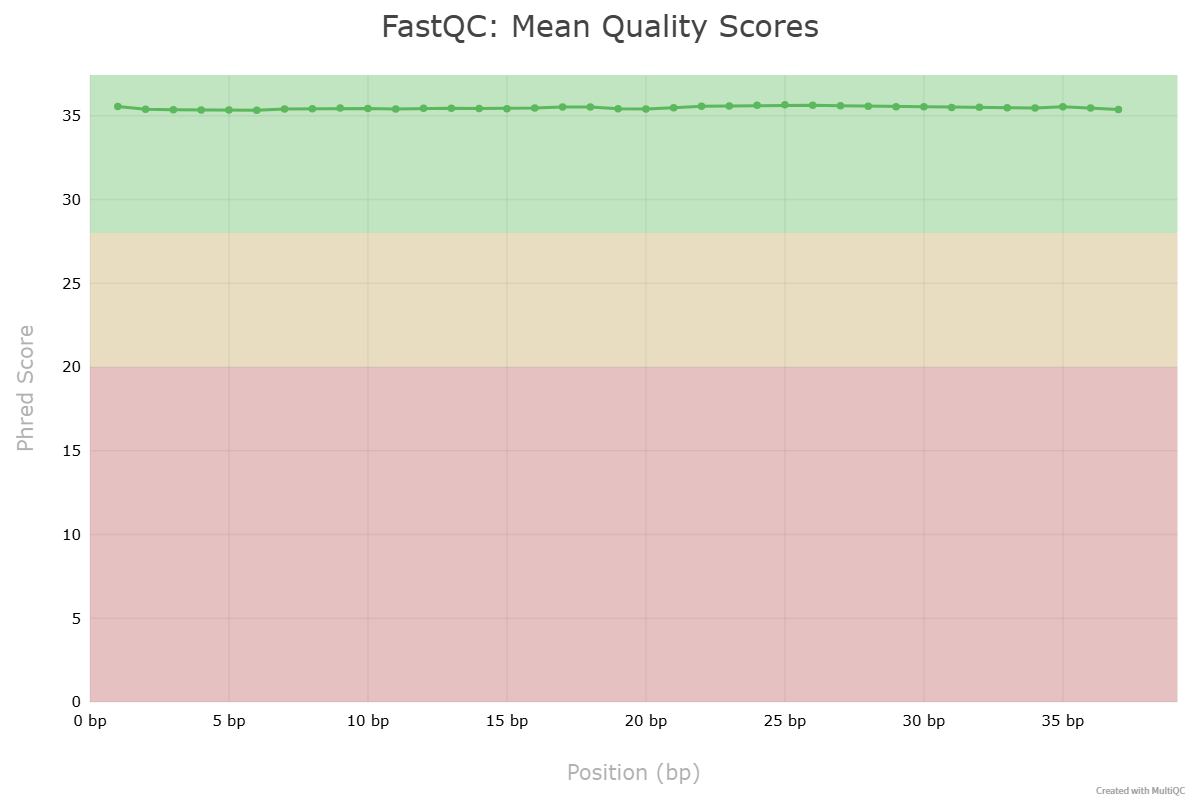 FastQC: Mean Quality Scores
Phred Score
35
30
25
20
15
10
5
0
0 bp 5 bp 10 bp 15 bp 20 bp 25 bp 30 bp 35 bp
Position (bp)
Created with MultiQC